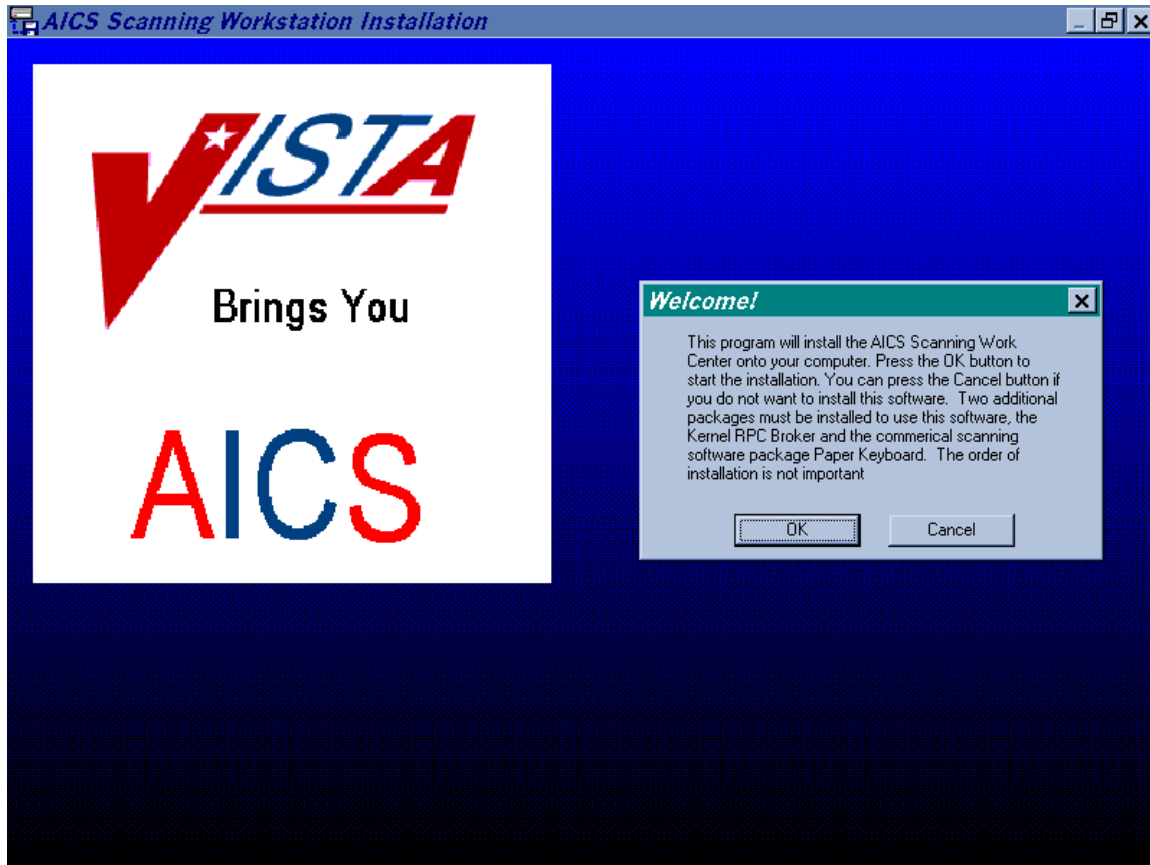 AICS Scanning Workstation Installation
VISTA
Brings You
AICS
Welcome!
This program will install the AICS Scanning Work
Center onto your computer. Press the OK button to
start the installation. You can press the Cancel button if
you do not want to install this software.  Two additional
packages must be installed to use this software, the
Kernel RPC Broker and the commerical scanning
software package Paper Keyboard.  The order of
installation is not important
OK
Cancel